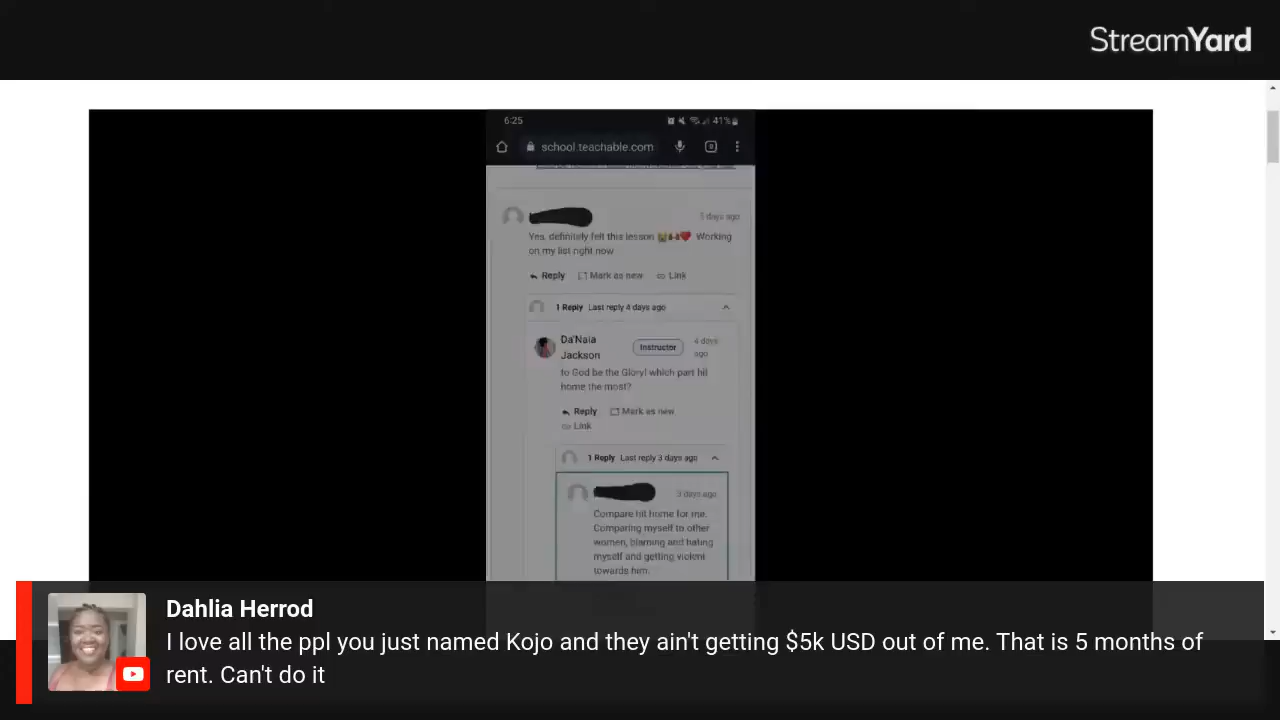 StreamYard
6:25
41%
school.teachable.com
5 days ago
Yes, definitely felt this lesson 😭🙌❤️ Working
on my list right now
Reply Mark as new Link
1 Reply Last reply 4 days ago
Da'Naia
Jackson
Instructor
4 days
ago
to God be the Glory! which part hit
home the most?
Reply Mark as new
Link
1 Reply Last reply 3 days ago
3 days ago
Compare hit home for me.
Comparing myself to other
women, blaming and hating
myself and getting violent
towards him.
Dahlia Herrod
I love all the ppl you just named Kojo and they ain't getting $5k USD out of me. That is 5 months of
rent. Can't do it